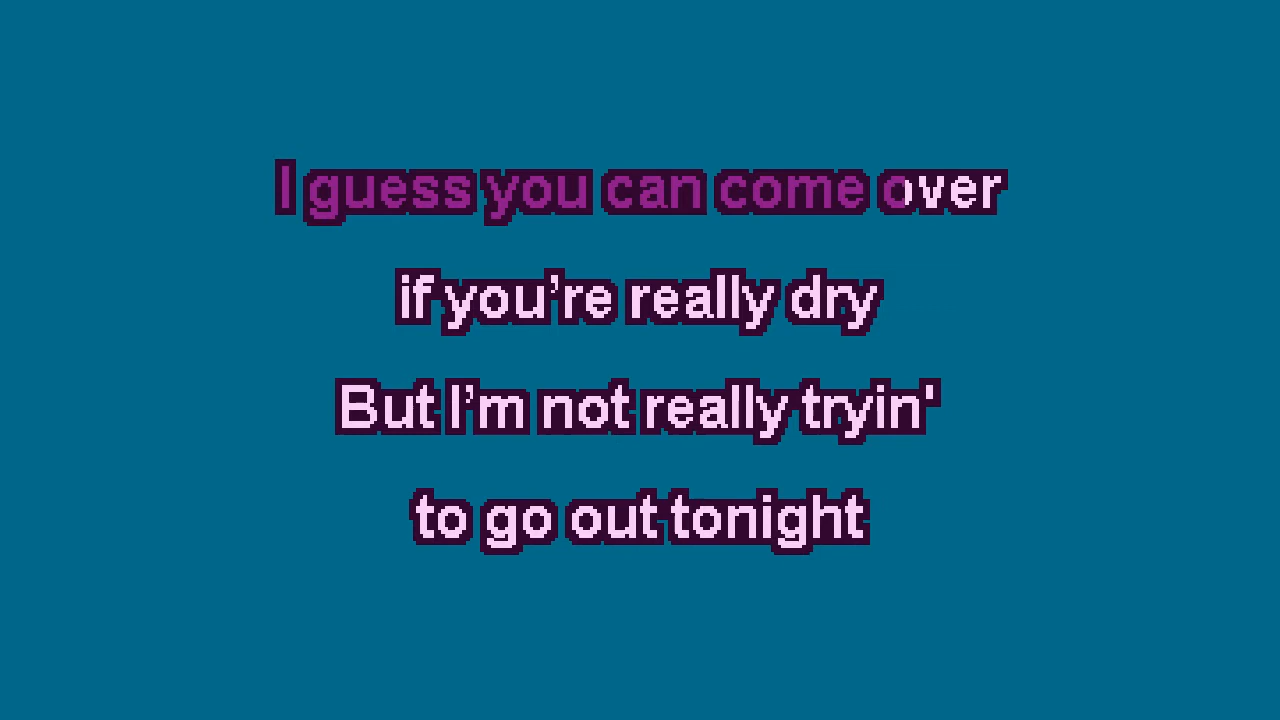 I guess you can come over
if you’re really dry
But I’m not really tryin'
to go out tonight